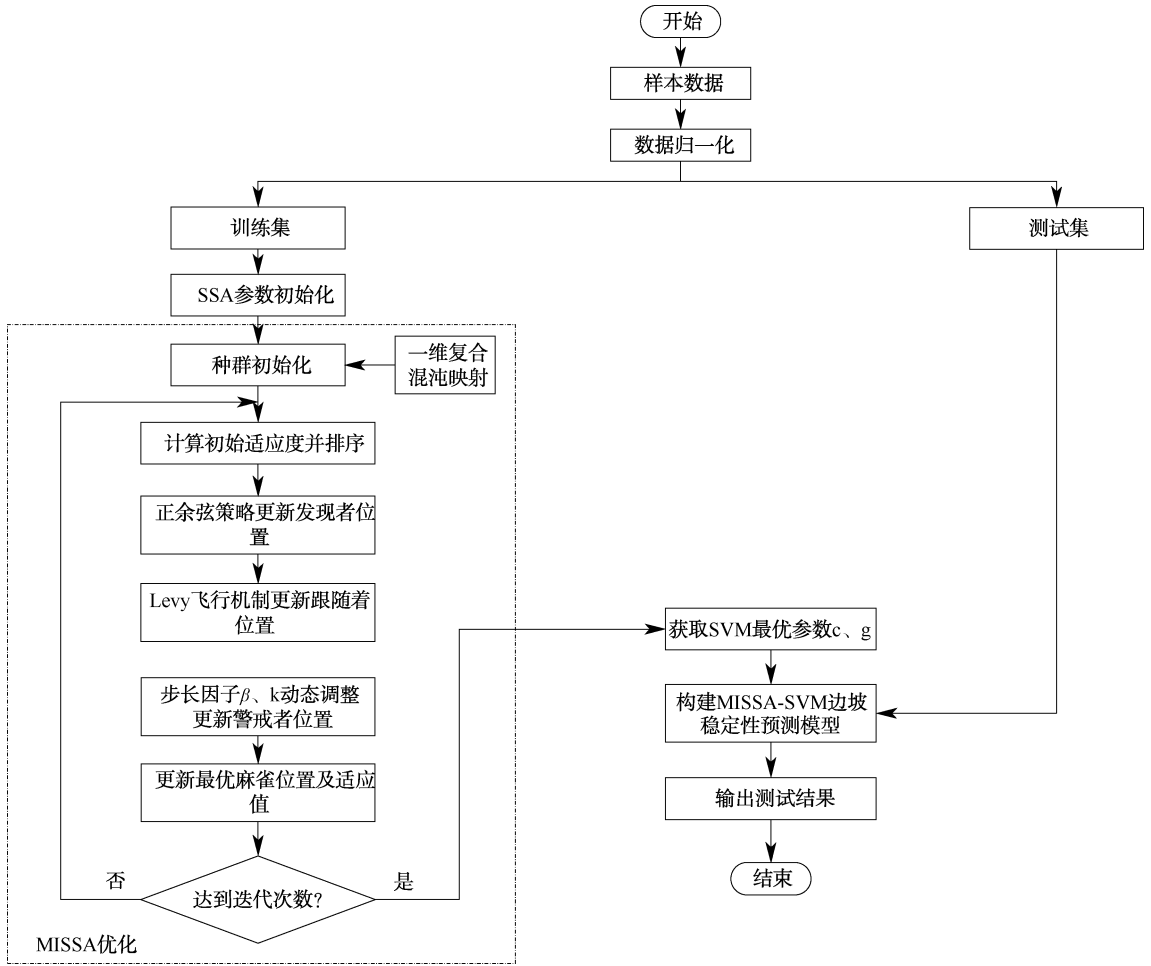 开始
样本数据
数据归一化
训练集
测试集
SSA参数初始化
种群初始化
一维复合
混沌映射
计算初始适应度并排序
正余弦策略更新发现者位
置
Levy飞行机制更新跟随着
位置
步长因子β、k动态调整
更新警戒者位置
更新最优麻雀位置及适应
值
达到迭代次数？
否
是
MISSA优化
获取SVM最优参数c、g
构建MISSA-SVM边坡
稳定性预测模型
输出测试结果
结束